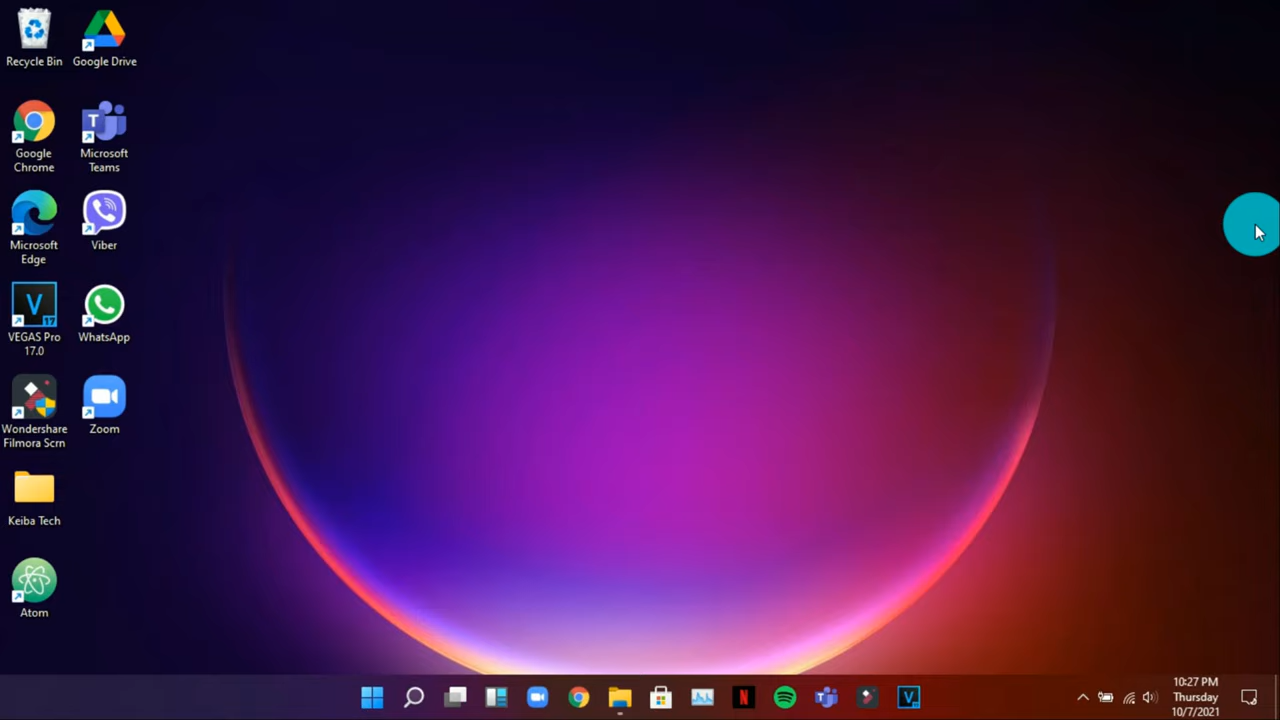 Recycle Bin
Google Drive
Google
Chrome
Microsoft
Teams
Microsoft
Edge
Viber
VEGAS Pro
17.0
WhatsApp
Wondershare
Filmora Scrn
Zoom
Keiba Tech
Atom
10:27 PM
Thursday
10/7/2021